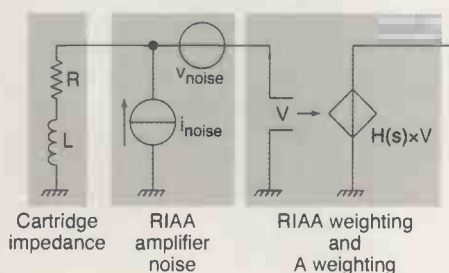 R
L
V noise
i noise
V
H(s)×V
Cartridge
impedance
RIAA
amplifier
noise
RIAA weighting
and
A weighting